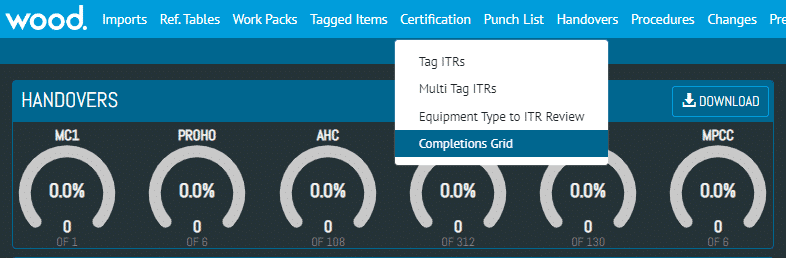 wood.
Imports Ref. Tables Work Packs Tagged Items Certification Punch List Handovers Procedures Changes Pre
Tag ITRs
Multi Tag ITRs
Equipment Type to ITR Review
Completions Grid
HANDOVERS
DOWNLOAD
MC1 PROHO AHC MPCC
0.0% 0.0% 0.0% 0.0% 0.0% 0.0%
0 0 0 0 0 0
OF 1 OF 6 OF 108 OF 312 OF 130 OF 6